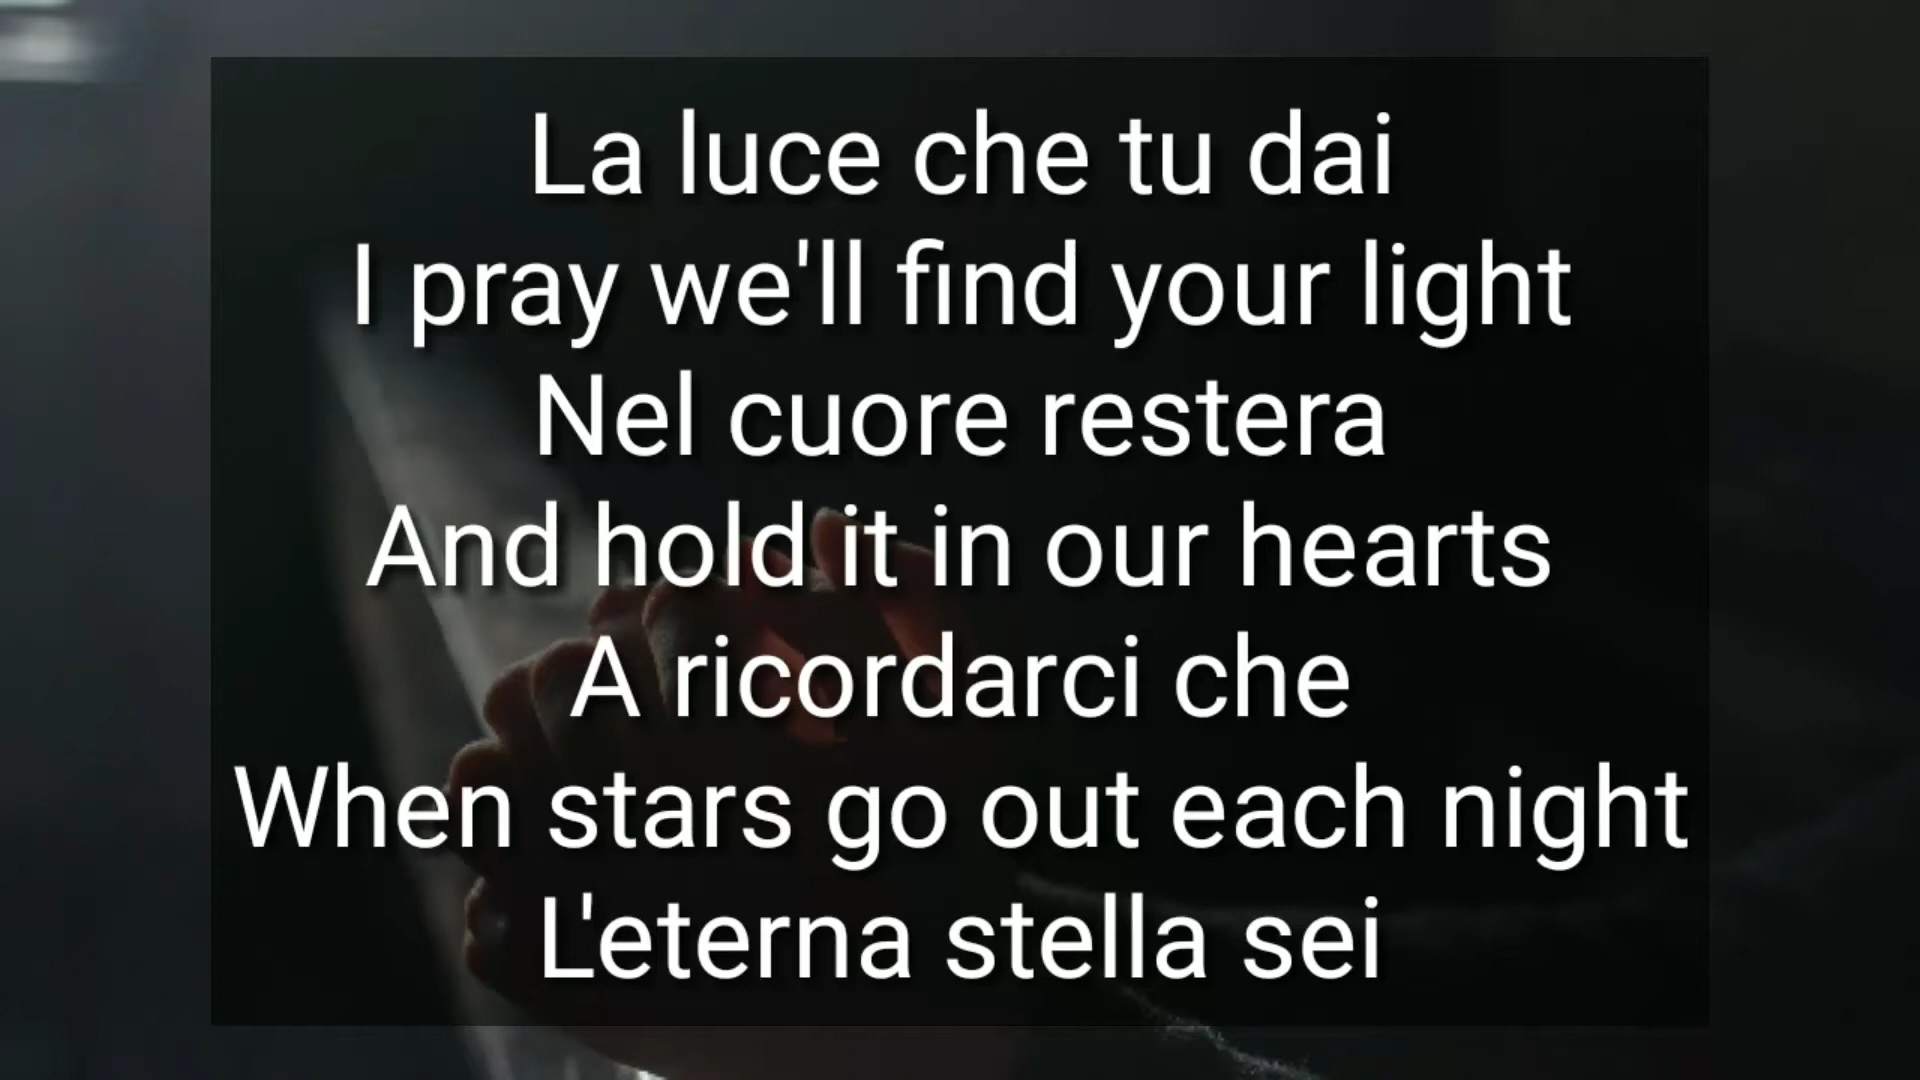 La luce che tu dai
I pray we'll find your light
Nel cuore restera
And hold it in our hearts
A ricordarci che
When stars go out each night
L'eterna stella sei